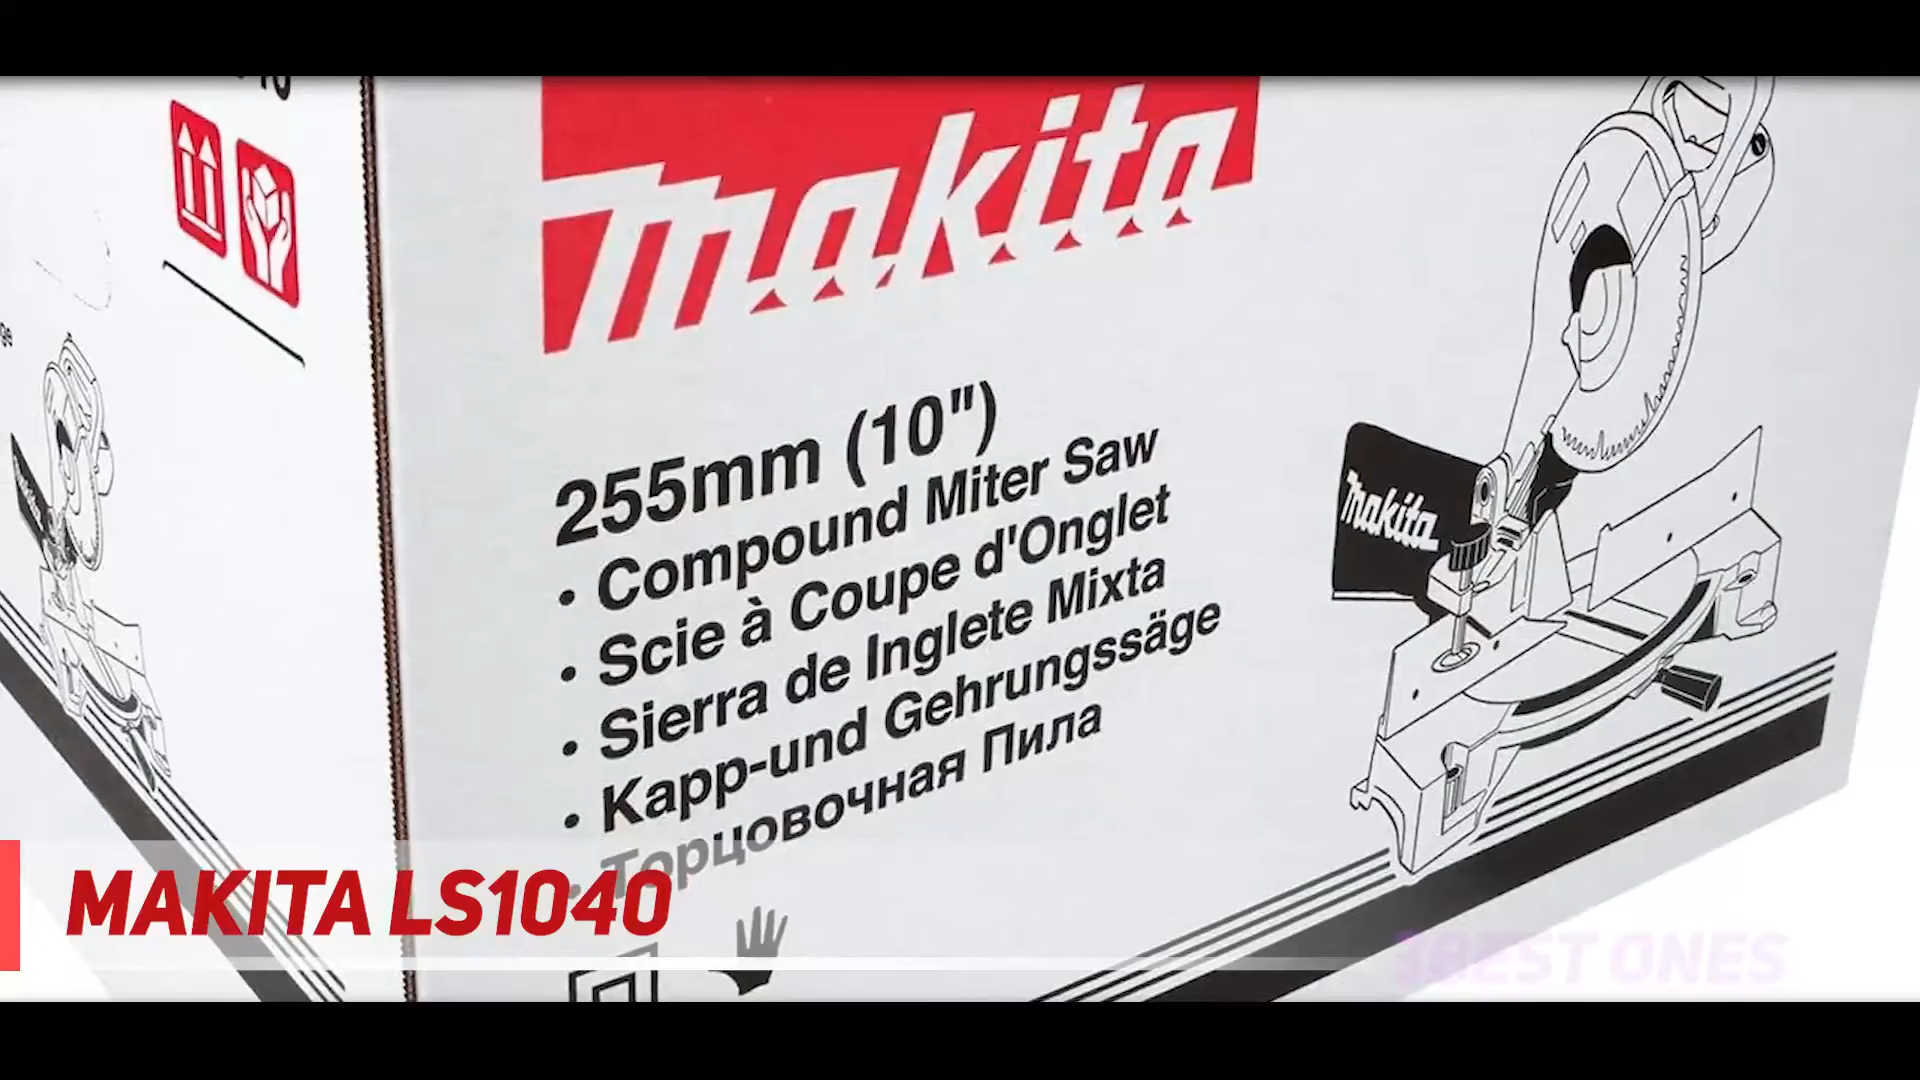 makita
255mm (10")
• Compound Miter Saw
• Scie à Coupe d'Onglet
• Sierra de Inglete Mixta
• Kapp-und Gehrungssäge
• Торцовочная Пила
makita
MAKITA LS1040
BEST ONES